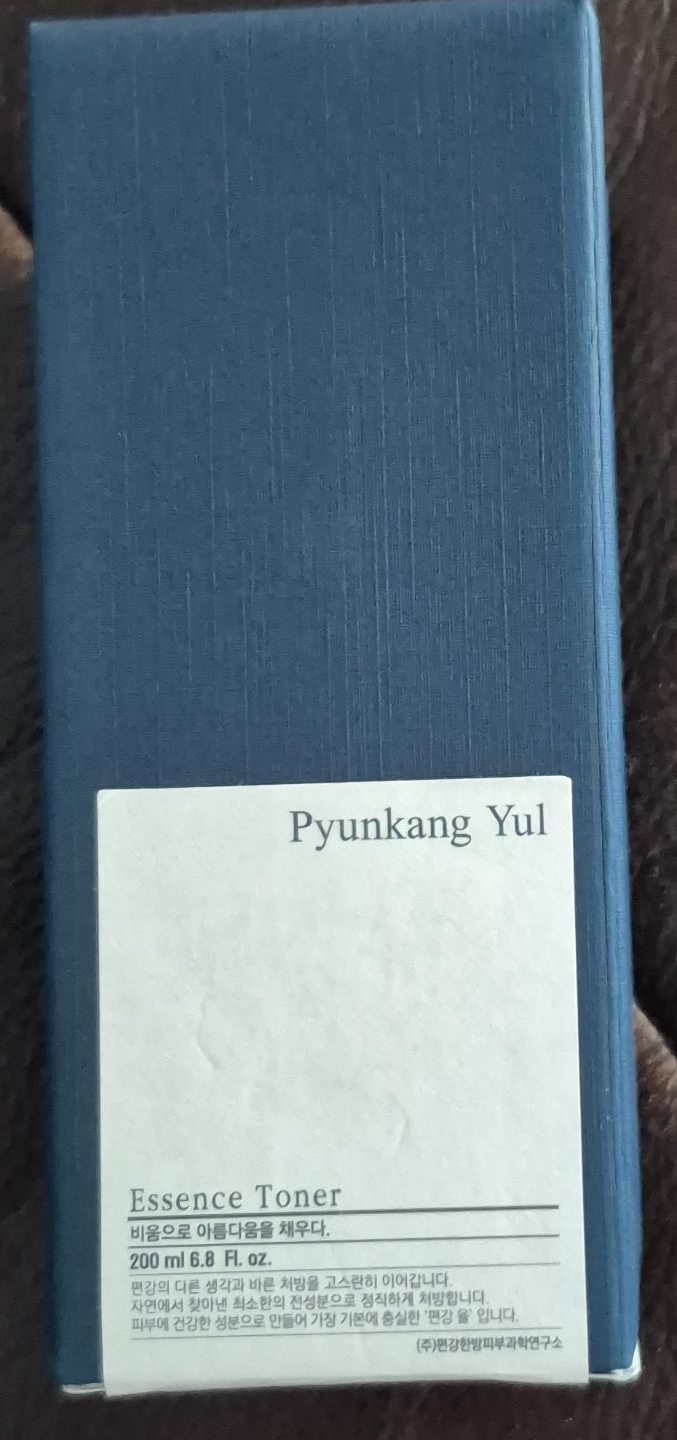 Pyunkang Yul
Essence Toner
비움으로 아름다움을 채우다.
200 ml 6.8 Fl. oz.
편강의 다른 생각과 바른 처방을 고스란히 이어갑니다.
자연에서 찾아낸 최소한의 전성분으로 정직하게 처방합니다.
피부에 건강한 성분으로 만들어 가장 기본에 충실한 '편강 율' 입니다.
(주)편강한방피부과학연구소